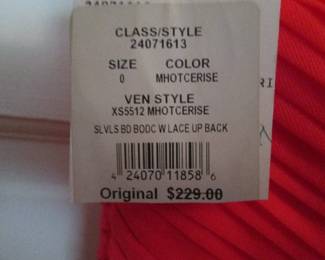 CLASS/STYLE
24071613
SIZE COLOR
0 MHOTCERISE
VEN STYLE
XS5512 MHOTCERISE
SLVLS BD BODC W LACE UP BACK
4 24070 11858 6
Original $229.00